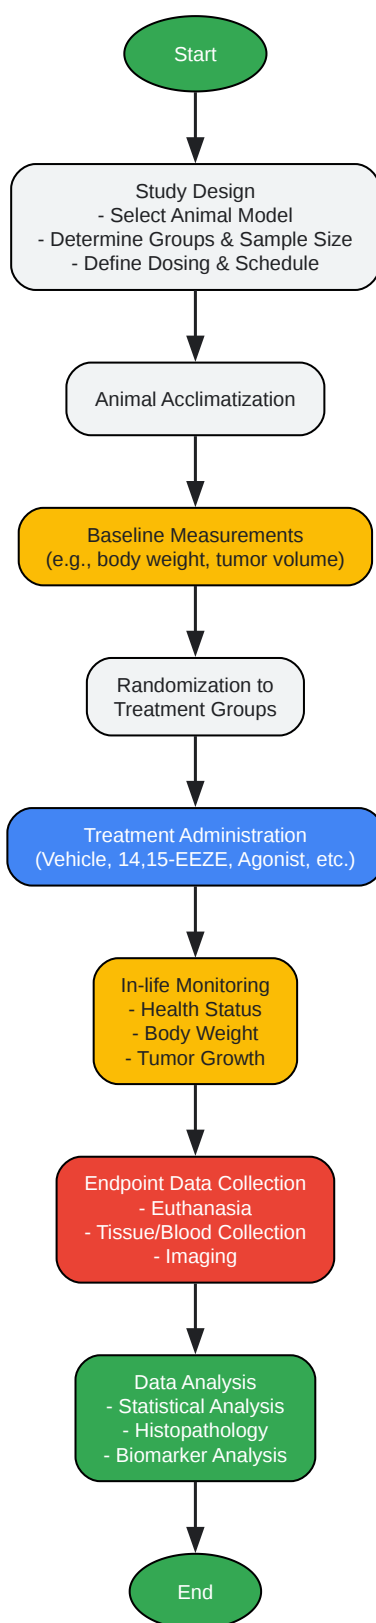 Start
Study Design
- Select Animal Model
- Determine Groups & Sample Size
- Define Dosing & Schedule
Animal Acclimatization
Baseline Measurements
(e.g., body weight, tumor volume)
Randomization to
Treatment Groups
Treatment Administration
(Vehicle, 14,15-EEZE, Agonist, etc.)
In-life Monitoring
- Health Status
- Body Weight
- Tumor Growth
Endpoint Data Collection
- Euthanasia
- Tissue/Blood Collection
- Imaging
Data Analysis
- Statistical Analysis
- Histopathology
- Biomarker Analysis
End